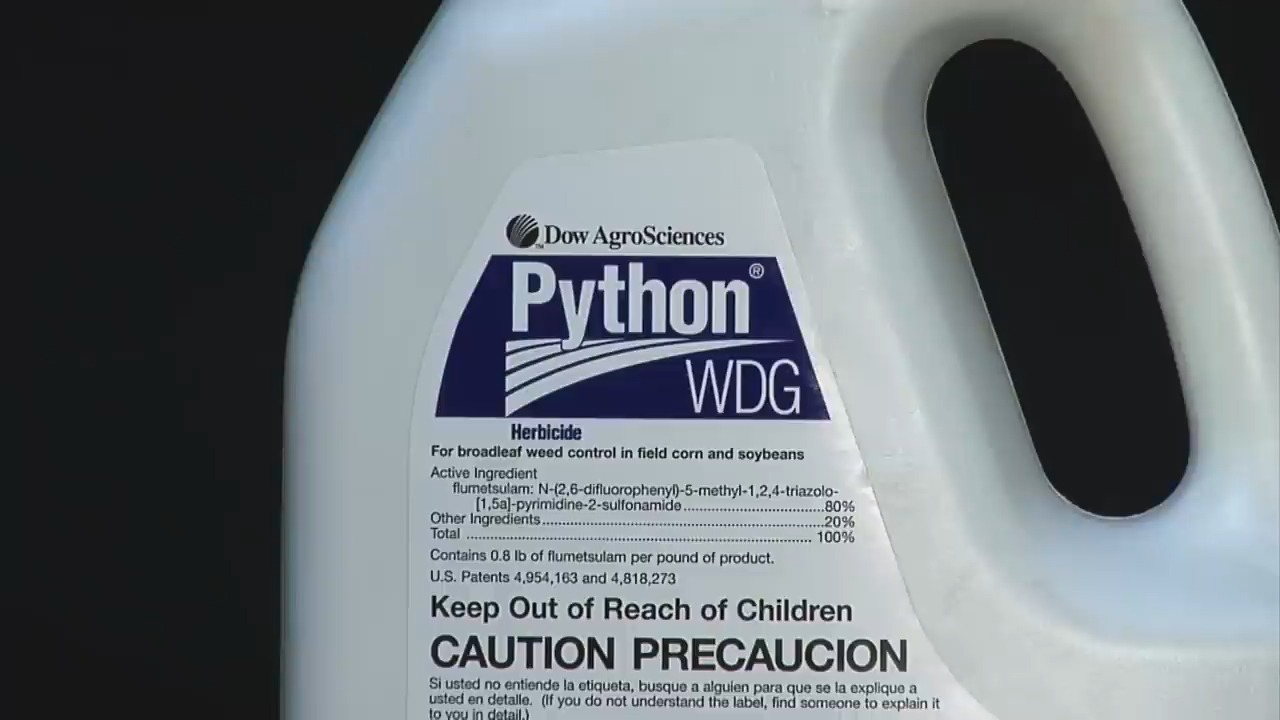 Dow AgroSciences
Python®
WDG
Herbicide
For broadleaf weed control in field corn and soybeans
Active Ingredient
flumetsulam: N-(2,6-difluorophenyl)-5-methyl-1,2,4-triazolo-
[1,5a]-pyrimidine-2-sulfonamide..................................80%
Other Ingredients.......................................................................20%
Total ........................................................................................ 100%
Contains 0.8 lb of flumetsulam per pound of product.
U.S. Patents 4,954,163 and 4,818,273
Keep Out of Reach of Children
CAUTION PRECAUCION
Si usted no entiende la etiqueta, busque a alguien para que se la explique a
usted en detalle. (If you do not understand the label, find someone to explain it
to you in detail.)